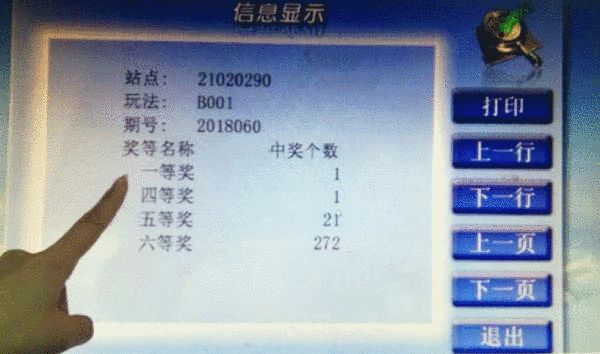 信息显示
站点: 21020290
玩法: B001
期号: 2018060
奖等名称 中奖个数
一等奖 1
四等奖 1
五等奖 21
六等奖 272
打印
上一行
下一行
上一页
下一页
退出